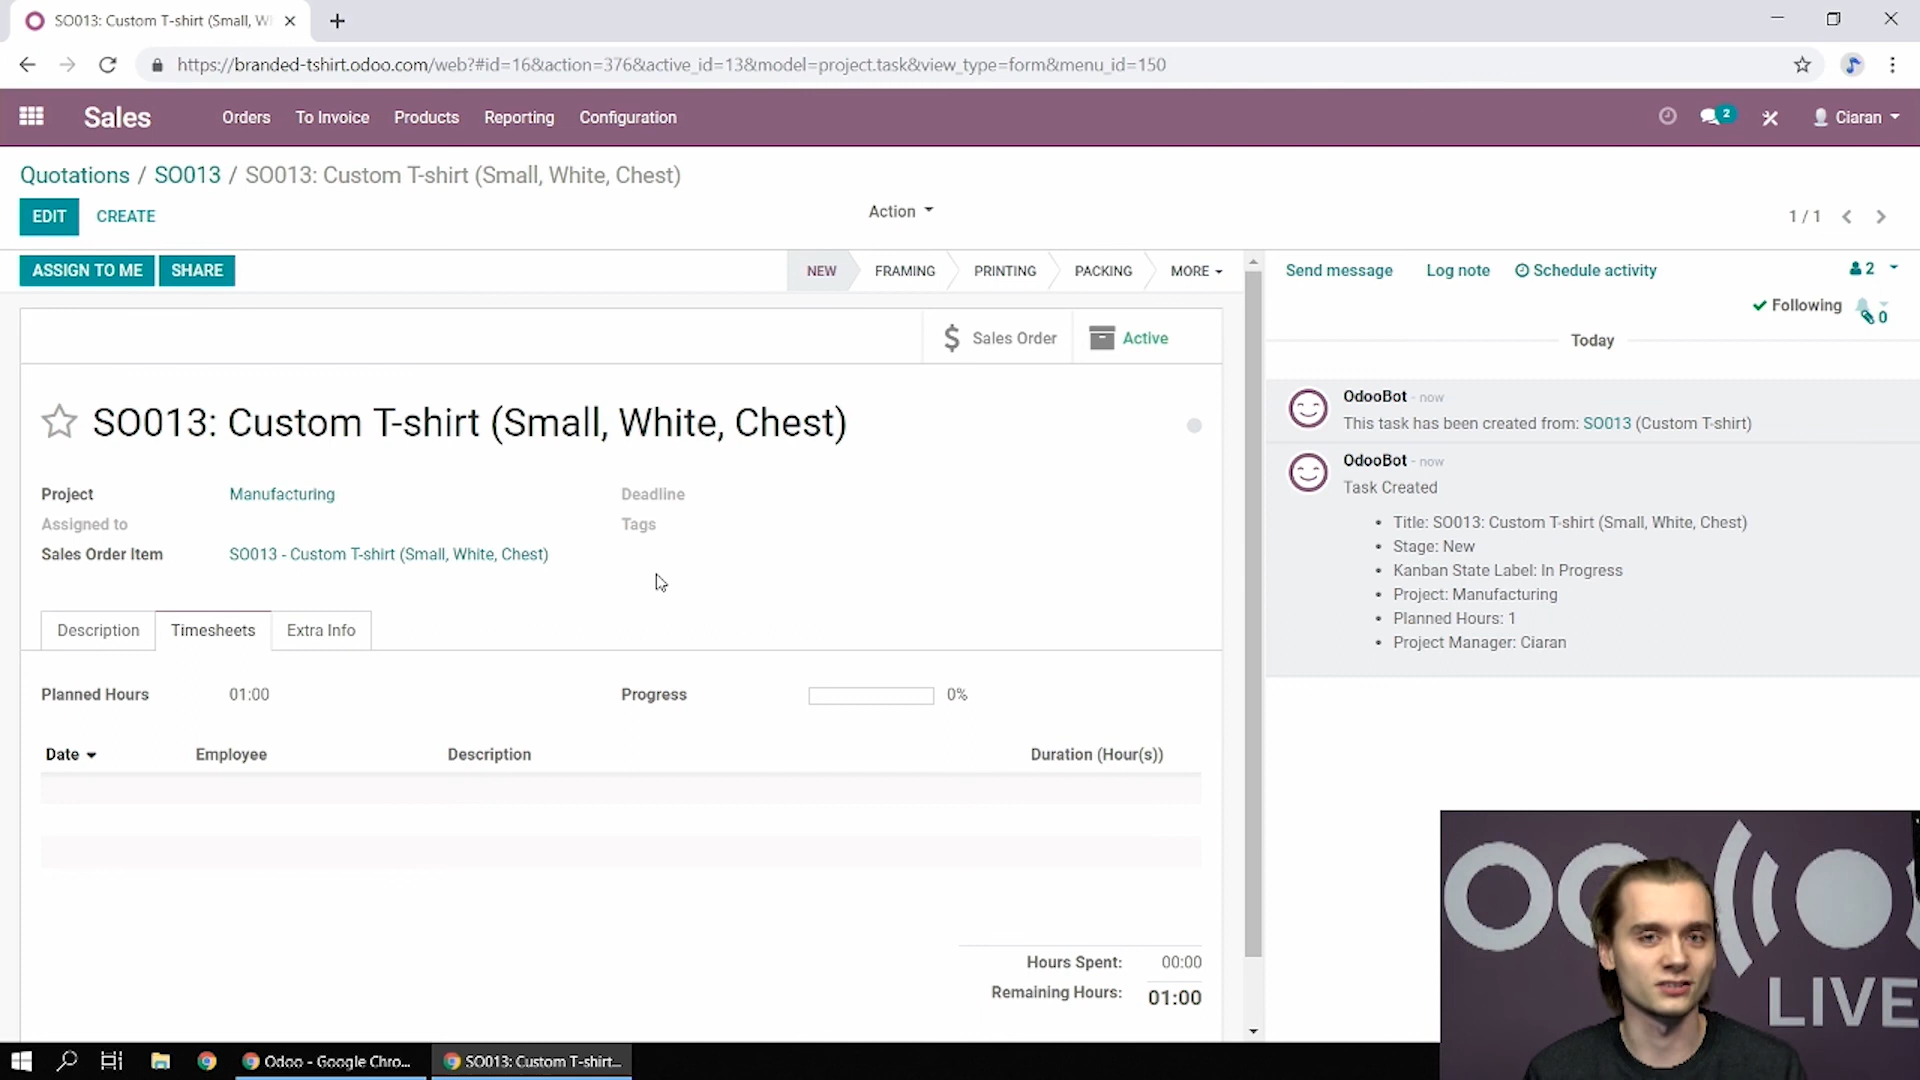 SO013: Custom T-shirt (Small, W
https://branded-tshirt.odoo.com/web?#id=16&action=376&active_id=13&model=project.task&view_type=form&menu_id=150
Sales Orders To Invoice Products Reporting Configuration 2 Ciaran
Quotations / SO013 / SO013: Custom T-shirt (Small, White, Chest)
EDIT CREATE Action 1 / 1
ASSIGN TO ME SHARE NEW FRAMING PRINTING PACKING MORE Send message Log note Schedule activity 2
Following 0
Sales Order Active
Today
SO013: Custom T-shirt (Small, White, Chest)
OdooBot - now
This task has been created from: SO013 (Custom T-shirt)
OdooBot - now
Task Created
• Title: SO013: Custom T-shirt (Small, White, Chest)
• Stage: New
• Kanban State Label: In Progress
• Project: Manufacturing
• Planned Hours: 1
• Project Manager: Ciaran
Project Manufacturing Deadline
Assigned to Tags
Sales Order Item SO013 - Custom T-shirt (Small, White, Chest)
Description Timesheets Extra Info
Planned Hours 01:00 Progress 0%
Date Employee Description Duration (Hour(s))
Hours Spent: 00:00
Remaining Hours: 01:00
LIVE
Odoo - Google Chro... SO013: Custom T-shirt...